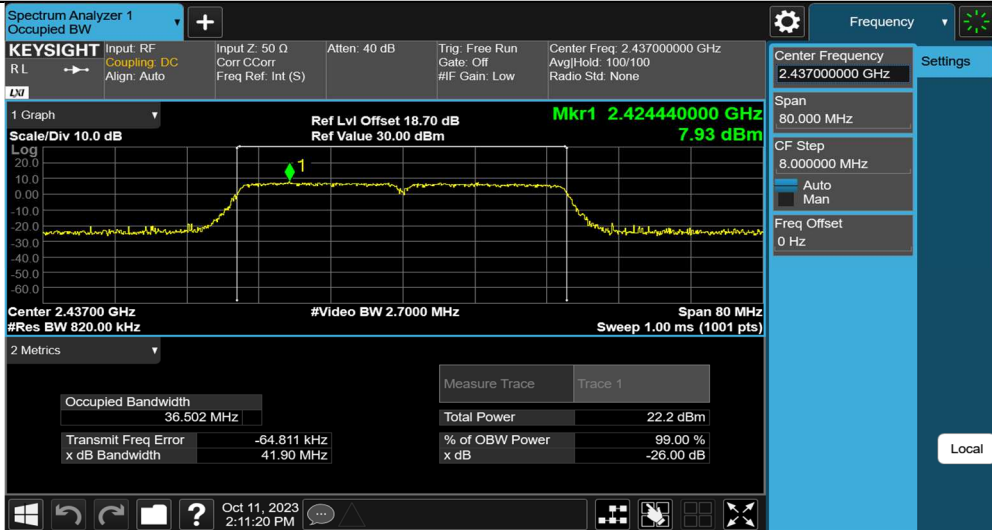 Spectrum Analyzer 1
Occupied BW
+
Frequency
KEYSIGHT
R L
LXI
Input: RF
Coupling: DC
Align: Auto
Input Z: 50 Ω
Corr CCorr
Freq Ref: Int (S)
Atten: 40 dB
Trig: Free Run
Gate: Off
#IF Gain: Low
Center Freq: 2.437000000 GHz
Avg|Hold: 100/100
Radio Std: None
Center Frequency
2.437000000 GHz
Settings
Span
80.000 MHz
CF Step
8.000000 MHz
Auto
Man
Freq Offset
0 Hz
1 Graph
Scale/Div 10.0 dB
Ref Lvl Offset 18.70 dB
Ref Value 30.00 dBm
Mkr1 2.424440000 GHz
7.93 dBm
Log
20.0
10.0
0.00
-10.0
-20.0
-30.0
-40.0
-50.0
-60.0
1
Center 2.43700 GHz
#Res BW 820.00 kHz
#Video BW 2.7000 MHz
Span 80 MHz
Sweep 1.00 ms (1001 pts)
2 Metrics
Measure Trace Trace 1
Occupied Bandwidth
36.502 MHz
Total Power 22.2 dBm
Transmit Freq Error -64.811 kHz
% of OBW Power 99.00 %
x dB Bandwidth 41.90 MHz
x dB -26.00 dB
Local
?
Oct 11, 2023
2:11:20 PM